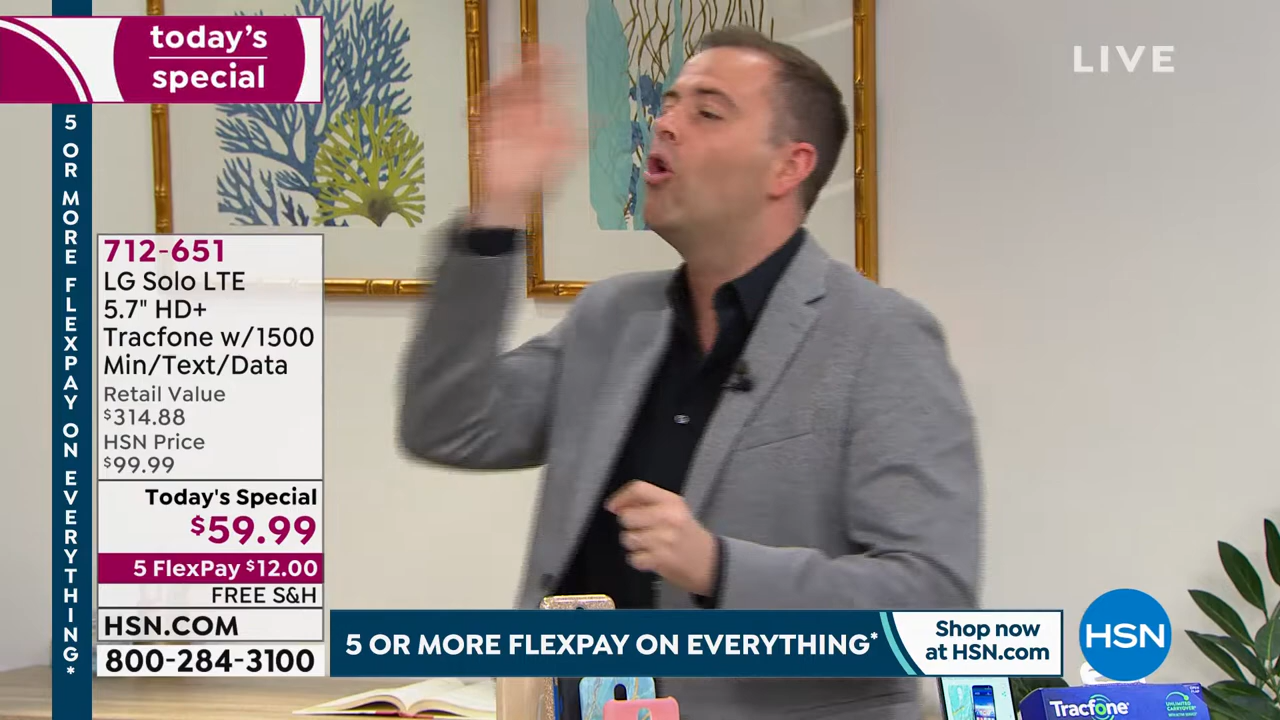 today's
special
LIVE
5 OR MORE FLEXPAY ON EVERYTHING*
712-651
LG Solo LTE
5.7" HD+
Tracfone w/1500
Min/Text/Data
Retail Value
$314.88
HSN Price
$99.99
Today's Special
$59.99
5 FlexPay $12.00
FREE S&H
HSN.COM
800-284-3100
5 OR MORE FLEXPAY ON EVERYTHING*
Shop now
at HSN.com
HSN
Tracfone
UNLIMITED
CARRYOVER